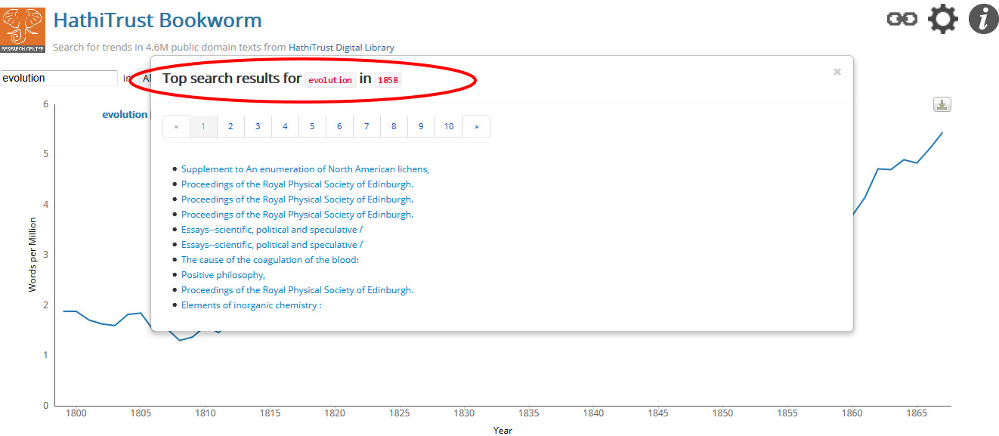 HathiTrust Bookworm
RESEARCH CENTER
Search for trends in 4.6M public domain texts from HathiTrust Digital Library
evolution in Al
Top search results for evolution in 1858
×
evolution
« 1 2 3 4 5 6 7 8 9 10 »
Supplement to An enumeration of North American lichens,
Proceedings of the Royal Physical Society of Edinburgh.
Proceedings of the Royal Physical Society of Edinburgh.
Proceedings of the Royal Physical Society of Edinburgh.
Essays--scientific, political and speculative /
Essays--scientific, political and speculative /
The cause of the coagulation of the blood:
Positive philosophy,
Proceedings of the Royal Physical Society of Edinburgh.
Elements of inorganic chemistry :
Words per Million
6
5
4
3
2
1
0
1800 1805 1810 1815 1820 1825 1830 1835 1840 1845 1850 1855 1860 1865
Year